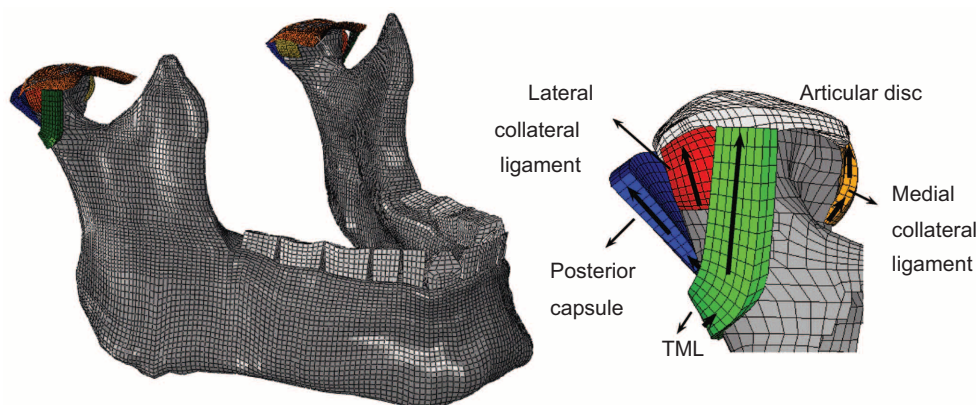 Lateral
collateral
ligament
Articular disc
Medial
collateral
ligament
Posterior
capsule
TML